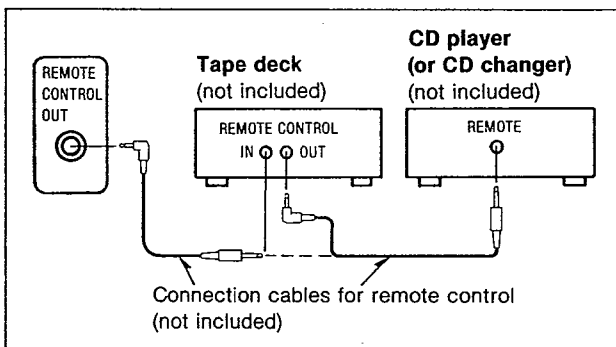 REMOTE
CONTROL
OUT
Tape deck
(not included)
REMOTE CONTROL
IN OUT
CD player
(or CD changer)
(not included)
REMOTE
Connection cables for remote control
(not included)